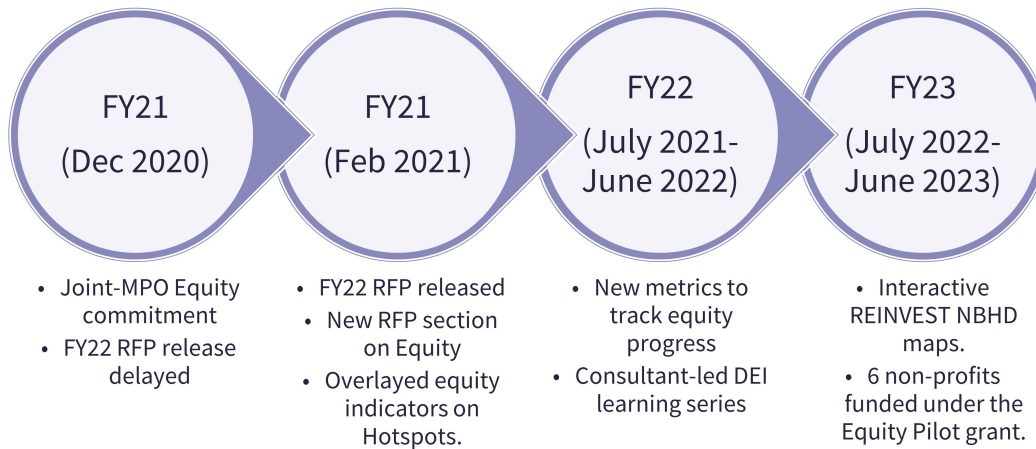 FY21
(Dec 2020)
• Joint-MPO Equity
commitment
• FY22 RFP release
delayed
FY21
(Feb 2021)
• FY22 RFP released
• New RFP section
on Equity
• Overlayed equity
indicators on
Hotspots.
FY22
(July 2021-
June 2022)
• New metrics to
track equity
progress
• Consultant-led DEI
learning series
FY23
(July 2022-
June 2023)
• Interactive
REINVEST NBHD
maps.
• 6 non-profits
funded under the
Equity Pilot grant.